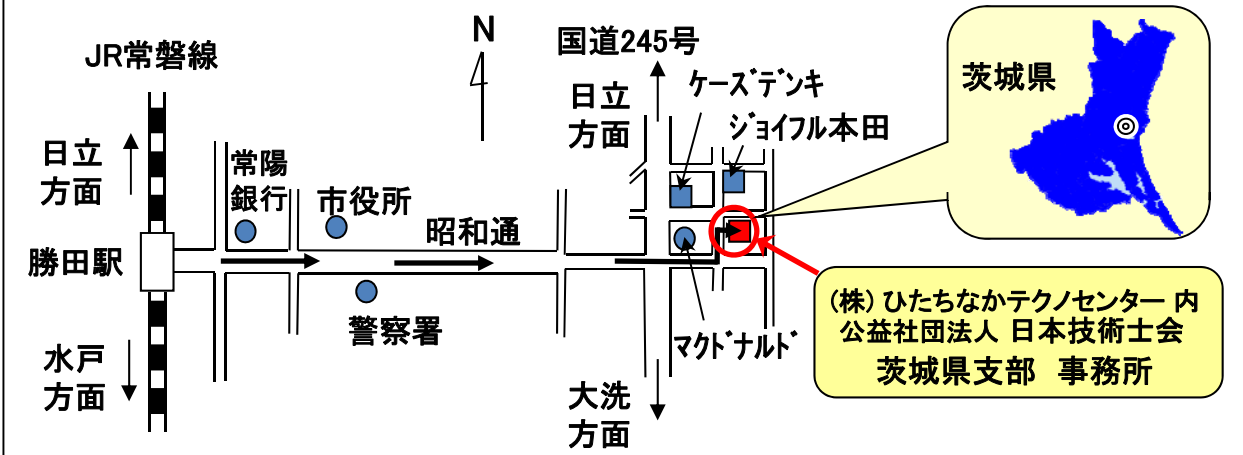 JR常磐線
日立
方面
勝田駅
水戸
方面
常陽
銀行
市役所
警察署
昭和通
N
国道245号
日立
方面
ケーズデンキ
ジョイフル本田
マクドナルド
大洗
方面
茨城県
(株)ひたちなかテクノセンター 内
公益社団法人 日本技術士会
茨城県支部 事務所